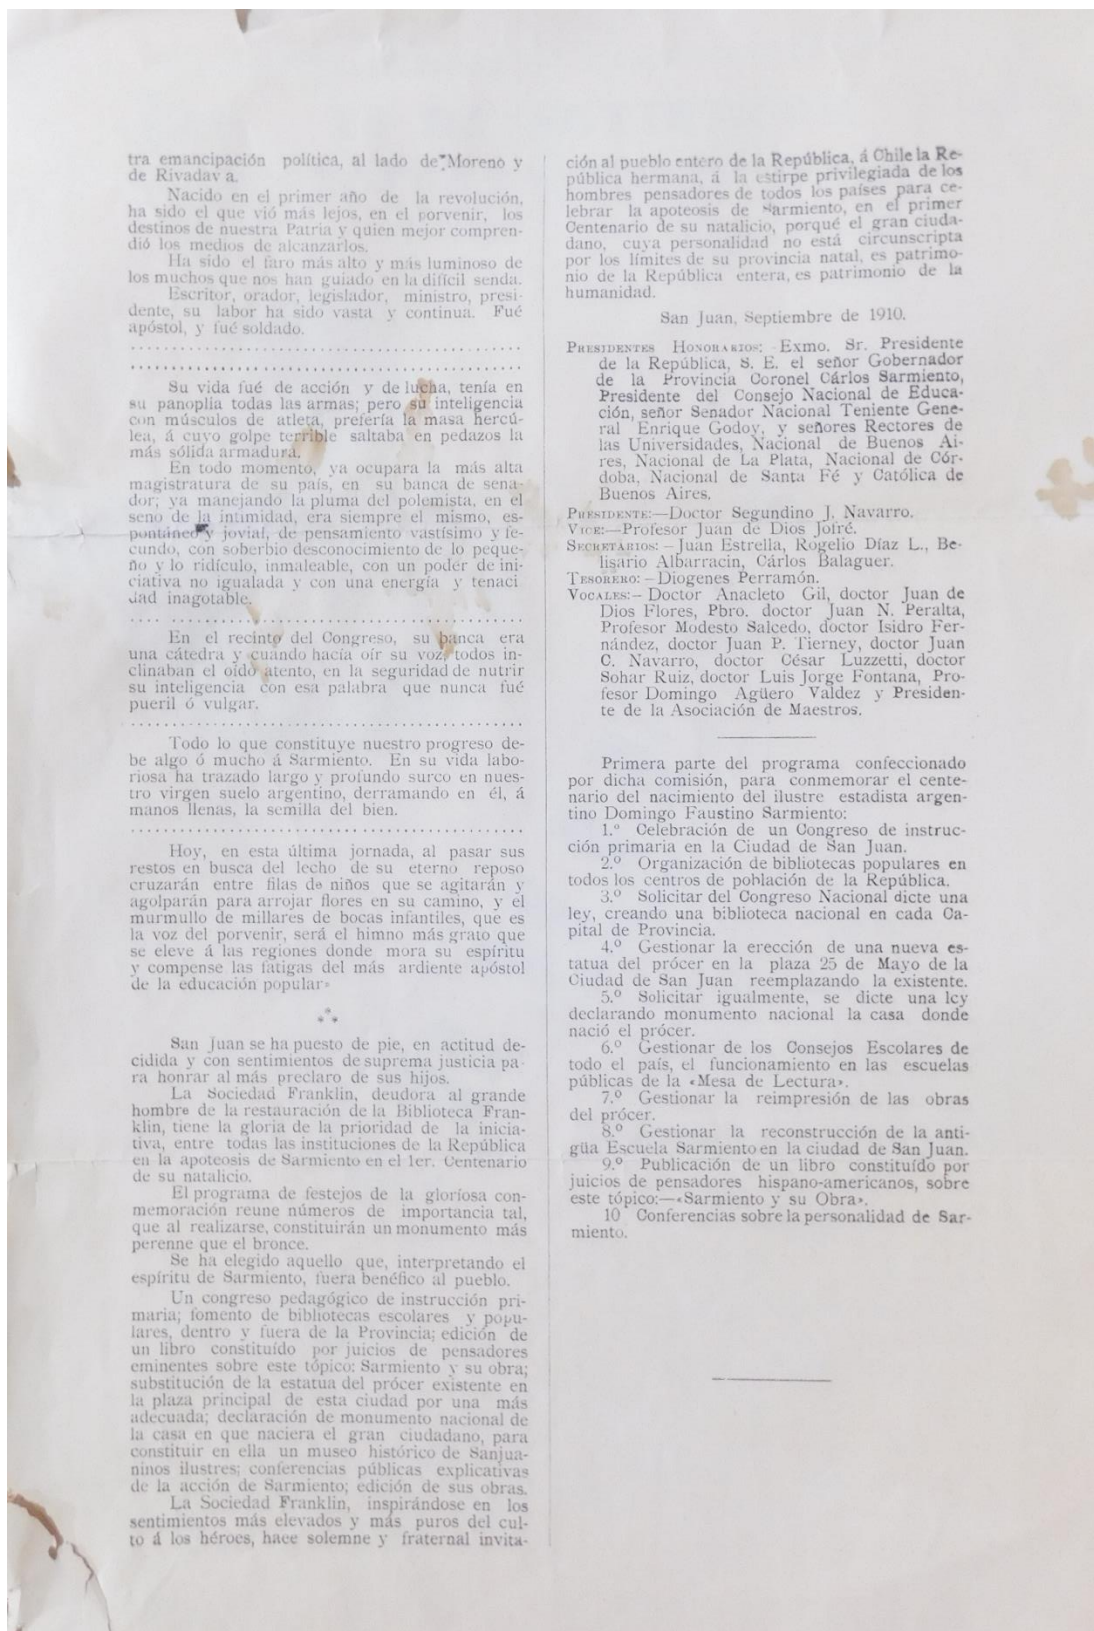 tra emancipación política, al lado de Moreno y
de Rivadav a.
Nacido en el primer año de la revolución,
ha sido el que vió más lejos, en el porvenir, los
destinos de nuestra Patria y quien mejor compren-
dió los medios de alcanzarlos.
Ha sido el faro más alto y más luminoso de
los muchos que nos han guiado en la difícil senda.
Escritor, orador, legislador, ministro, presi-
dente, su labor ha sido vasta y continua. Fué
apóstol, y fué soldado.
Su vida fué de acción y de lucha, tenía en
su panoplia todas las armas; pero su inteligencia
con músculos de atleta, prefería la masa hercú-
lea, á cuyo golpe terrible saltaba en pedazos la
más sólida armadura.
En todo momento, ya ocupara la más alta
magistratura de su país, en su banca de sena-
dor; ya manejando la pluma del polemista, en el
seno de la intimidad, era siempre el mismo, es-
pontáneo y jovial, de pensamiento vastísimo y fe-
cundo, con soberbio desconocimiento de lo peque-
ño y lo ridículo, inmaleable, con un podér de ini-
ciativa no igualada y con una energía y tenaci
dad inagotable.
En el recinto del Congreso, su banca era
una cátedra y cuando hacía oír su voz, todos in-
clinaban el oído atento, en la seguridad de nutrir
su inteligencia con esa palabra que nunca fué
pueril ó vulgar.
Todo lo que constituye nuestro progreso de-
be algo ó mucho á Sarmiento. En su vida labo-
riosa ha trazado largo y profundo surco en nues-
tro virgen suelo argentino, derramando en él, á
manos llenas, la semilla del bien.
Hoy, en esta última jornada, al pasar sus
restos en busca del lecho de su eterno reposo
cruzarán entre filas de niños que se agitarán y
agolparán para arrojar flores en su camino, y el
murmullo de millares de bocas infantiles, que es
la voz del porvenir, será el himno más grato que
se eleve á las regiones donde mora su espíritu
y compense las fatigas del más ardiente apóstol
de la educación popular»
San Juan se ha puesto de pie, en actitud de-
cidida y con sentimientos de suprema justicia pa-
ra honrar al más preclaro de sus hijos.
La Sociedad Franklin, deudora al grande
hombre de la restauración de la Biblioteca Fran-
klin, tiene la gloria de la prioridad de la inicia-
tiva, entre todas las instituciones de la República
en la apoteosis de Sarmiento en el 1er. Centenario
de su natalicio.
El programa de festejos de la gloriosa con-
memoración reune números de importancia tal,
que al realizarse, constituirán un monumento más
perenne que el bronce.
Se ha elegido aquello que, interpretando el
espíritu de Sarmiento, fuera benéfico al pueblo.
Un congreso pedagógico de instrucción pri-
maria; fomento de bibliotecas escolares y popu-
lares, dentro y fuera de la Provincia; edición de
un libro constituído por juicios de pensadores
eminentes sobre este tópico: Sarmiento y su obra;
substitución de la estatua del prócer existente en
la plaza principal de esta ciudad por una más
adecuada; declaración de monumento nacional de
la casa en que naciera el gran ciudadano, para
constituir en ella un museo histórico de Sanjua-
ninos ilustres; conferencias públicas explicativas
de la acción de Sarmiento; edición de sus obras.
La Sociedad Franklin, inspirándose en los
sentimientos más elevados y más puros del cul-
to á los héroes, hace solemne y fraternal invita-
ción al pueblo entero de la República, á Chile la Re-
pública hermana, á la estirpe privilegiada de los
hombres pensadores de todos los países para ce-
lebrar la apoteosis de Sarmiento, en el primer
Centenario de su natalicio, porqué el gran ciuda-
dano, cuya personalidad no está circunscripta
por los límites de su provincia natal, es patrimo-
nio de la República entera, es patrimonio de la
humanidad.
San Juan, Septiembre de 1910.
PRESIDENTES HONORARIOS: Exmo. Sr. Presidente
de la República, S. E. el señor Gobernador
de la Provincia Coronel Cárlos Sarmiento,
Presidente del Consejo Nacional de Educa-
ción, señor Senador Nacional Teniente Gene-
ral Enrique Godoy, y señores Rectores de
las Universidades, Nacional de Buenos Ai-
res, Nacional de La Plata, Nacional de Cór-
doba, Nacional de Santa Fé y Católica de
Buenos Aires.
PRESIDENTE:—Doctor Segundino J. Navarro.
VICE:—Profesor Juan de Dios Jofré.
SECRETARIOS:—Juan Estrella, Rogelio Díaz L., Be-
lisario Albarracin, Cárlos Balaguer.
TESORERO:—Diogenes Perramón.
VOCALES:—Doctor Anacleto Gil, doctor Juan de
Dios Flores, Pbro. doctor Juan N. Peralta,
Profesor Modesto Salcedo, doctor Isidro Fer-
nández, doctor Juan P. Tierney, doctor Juan
C. Navarro, doctor César Luzzetti, doctor
Sohar Ruiz, doctor Luis Jorge Fontana, Pro-
fesor Domingo Agüero Valdez y Presiden-
te de la Asociación de Maestros.
Primera parte del programa confeccionado
por dicha comisión, para conmemorar el cente-
nario del nacimiento del ilustre estadista argen-
tino Domingo Faustino Sarmiento:
1.º Celebración de un Congreso de instruc-
ción primaria en la Ciudad de San Juan.
2.º Organización de bibliotecas populares en
todos los centros de población de la República.
3.º Solicitar del Congreso Nacional dicte una
ley, creando una biblioteca nacional en cada Ca-
pital de Provincia.
4.º Gestionar la erección de una nueva es-
tatua del prócer en la plaza 25 de Mayo de la
Ciudad de San Juan reemplazando la existente.
5.º Solicitar igualmente, se dicte una ley
declarando monumento nacional la casa donde
nació el prócer.
6.º Gestionar de los Consejos Escolares de
todo el país, el funcionamiento en las escuelas
públicas de la «Mesa de Lectura».
7.º Gestionar la reimpresión de las obras
del prócer.
8.º Gestionar la reconstrucción de la anti-
güa Escuela Sarmiento en la ciudad de San Juan.
9.º Publicación de un libro constituído por
juicios de pensadores hispano-americanos, sobre
este tópico:—«Sarmiento y su Obra».
10 Conferencias sobre la personalidad de Sar-
miento.